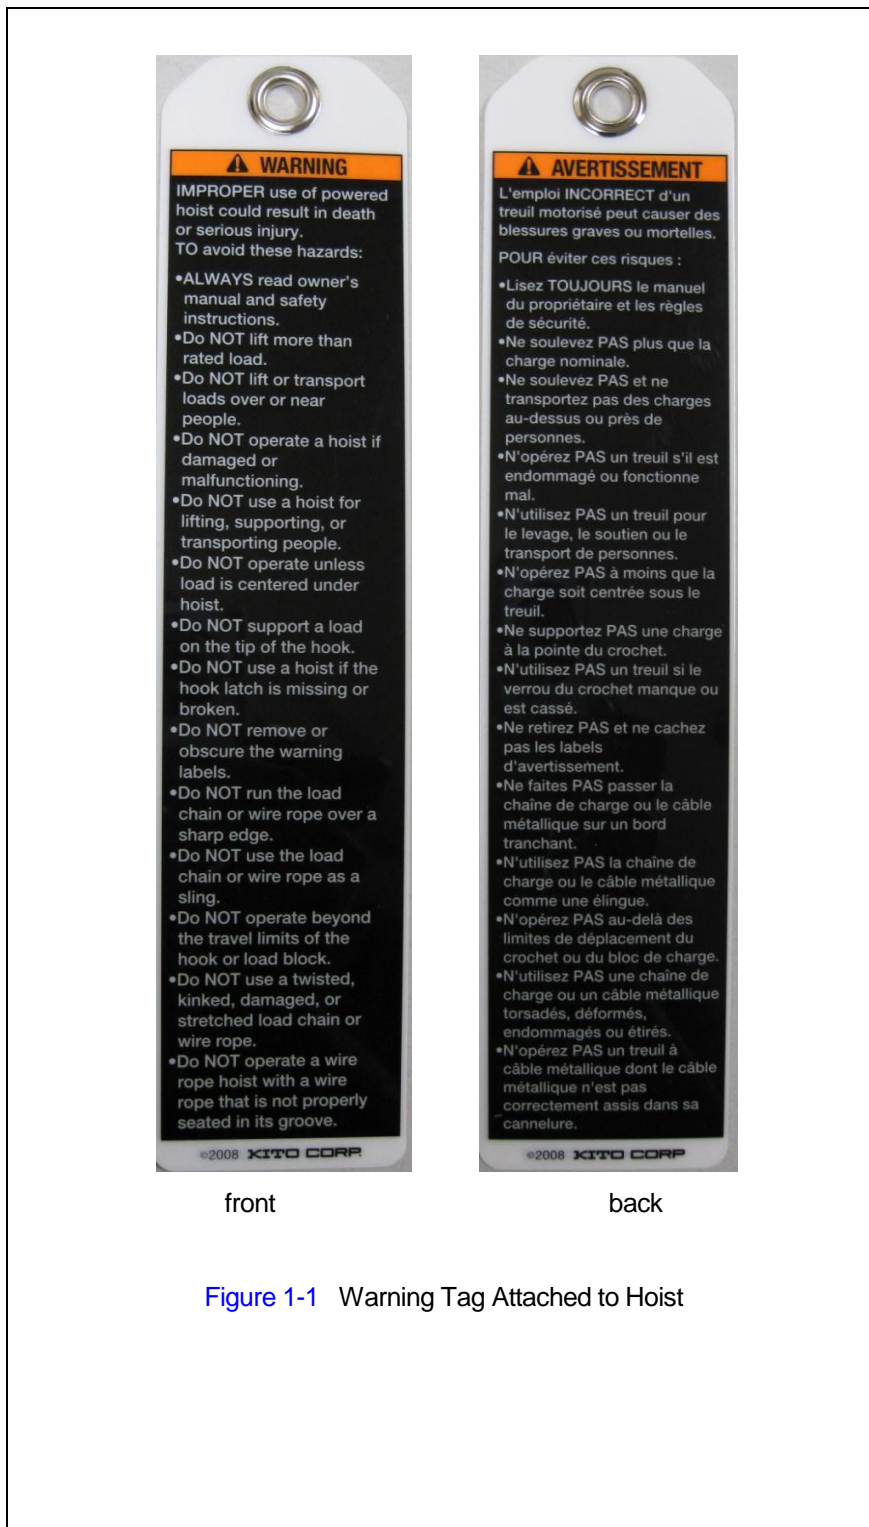 WARNING
IMPROPER use of powered
hoist could result in death
or serious injury.
TO avoid these hazards:
•ALWAYS read owner's
manual and safety
instructions.
•Do NOT lift more than
rated load.
•Do NOT lift or transport
loads over or near
people.
•Do NOT operate a hoist if
damaged or
malfunctioning.
•Do NOT use a hoist for
lifting, supporting, or
transporting people.
•Do NOT operate unless
load is centered under
hoist.
•Do NOT support a load
on the tip of the hook.
•Do NOT use a hoist if the
hook latch is missing or
broken.
•Do NOT remove or
obscure the warning
labels.
•Do NOT run the load
chain or wire rope over a
sharp edge.
•Do NOT use the load
chain or wire rope as a
sling.
•Do NOT operate beyond
the travel limits of the
hook or load block.
•Do NOT use a twisted,
kinked, damaged, or
stretched load chain or
wire rope.
•Do NOT operate a wire
rope hoist with a wire
rope that is not properly
seated in its groove.
©2008 KITO CORP.
front
AVERTISSEMENT
L'emploi INCORRECT d'un
treuil motorisé peut causer des
blessures graves ou mortelles.
POUR éviter ces risques :
•Lisez TOUJOURS le manuel
du propriétaire et les règles
de sécurité.
•Ne soulevez PAS plus que la
charge nominale.
•Ne soulevez PAS et ne
transportez pas des charges
au-dessus ou près de
personnes.
•N'opérez PAS un treuil s'il est
endommagé ou fonctionne
mal.
•N'utilisez PAS un treuil pour
le levage, le soutien ou le
transport de personnes.
•N'opérez PAS à moins que la
charge soit centrée sous le
treuil.
•Ne supportez PAS une charge
à la pointe du crochet.
•N'utilisez PAS un treuil si le
verrou du crochet manque ou
est cassé.
•Ne retirez PAS et ne cachez
pas les labels
d'avertissement.
•Ne faites PAS passer la
chaîne de charge ou le câble
métallique sur un bord
tranchant.
•N'utilisez PAS la chaîne de
charge ou le câble métallique
comme une élingue.
•N'opérez PAS au-delà des
limites de déplacement du
crochet ou du bloc de charge.
•N'utilisez PAS une chaîne de
charge ou un câble métallique
torsadés, déformés,
endommagés ou étirés.
•N'opérez PAS un treuil à
câble métallique dont le câble
métallique n'est pas
correctement assis dans sa
cannelure.
©2008 KITO CORP
back
Figure 1-1 Warning Tag Attached to Hoist